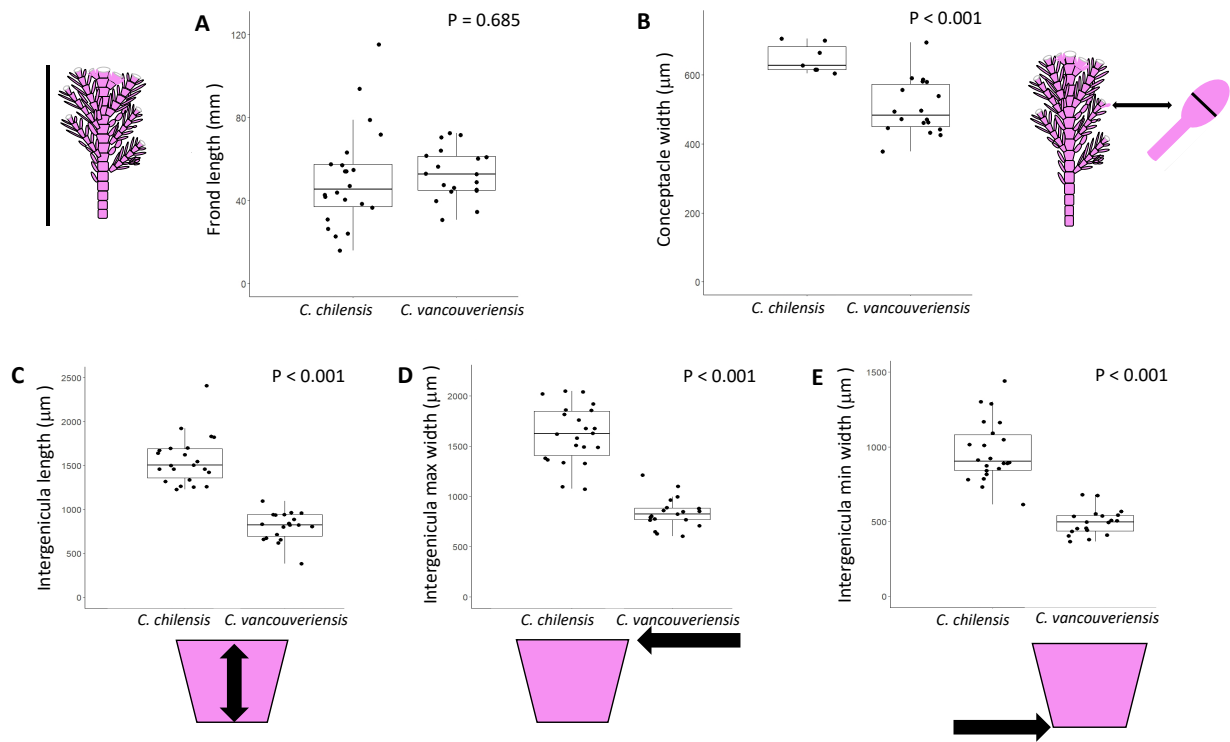 A
P = 0.685
Frond length (mm)
120
80
40
0
C. chilensis
C. vancouveriensis
B
P < 0.001
Conceptacle width (μm)
600
400
200
0
C. chilensis
C. vancouveriensis
C
P < 0.001
Intergenicula length (μm )
2500
2000
1500
1000
500
0
C. chilensis
C. vancouveriensis
D
P < 0.001
Intergenicula max width (μm )
2000
1500
1000
500
0
C. chilensis
C. vancouveriensis
E
P < 0.001
Intergenicula min width (μm )
1500
1000
500
0
C. chilensis
C. vancouveriensis